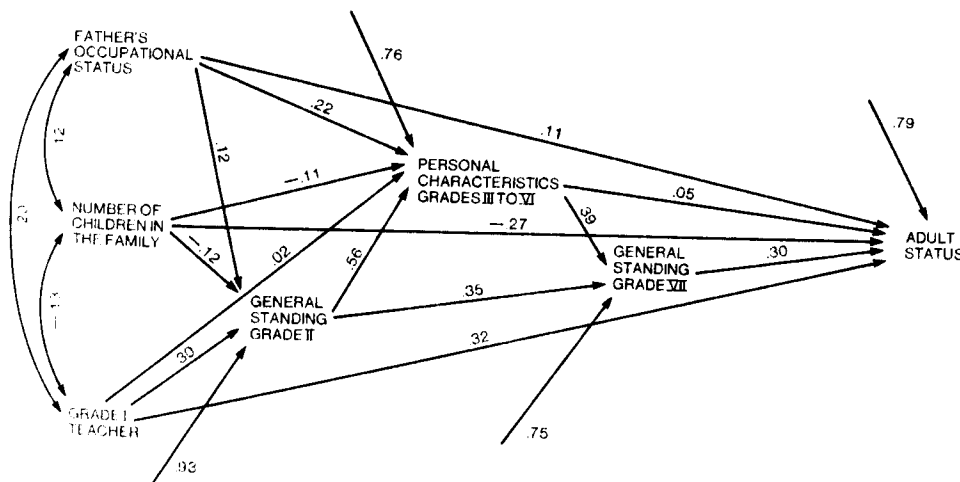 FATHER'S
OCCUPATIONAL
STATUS
.76
.22
.11
.79
.12
.12
PERSONAL
CHARACTERISTICS
GRADES III TO VI
—.11
.05
NUMBER OF
CHILDREN IN
THE FAMILY
.20
—.27
.39
ADULT
STATUS
—.12
.02
.56
GENERAL
STANDING
GRADE VII
.30
GENERAL
STANDING
GRADE II
.35
—.13
.32
.30
GRADE I
TEACHER
.75
.93